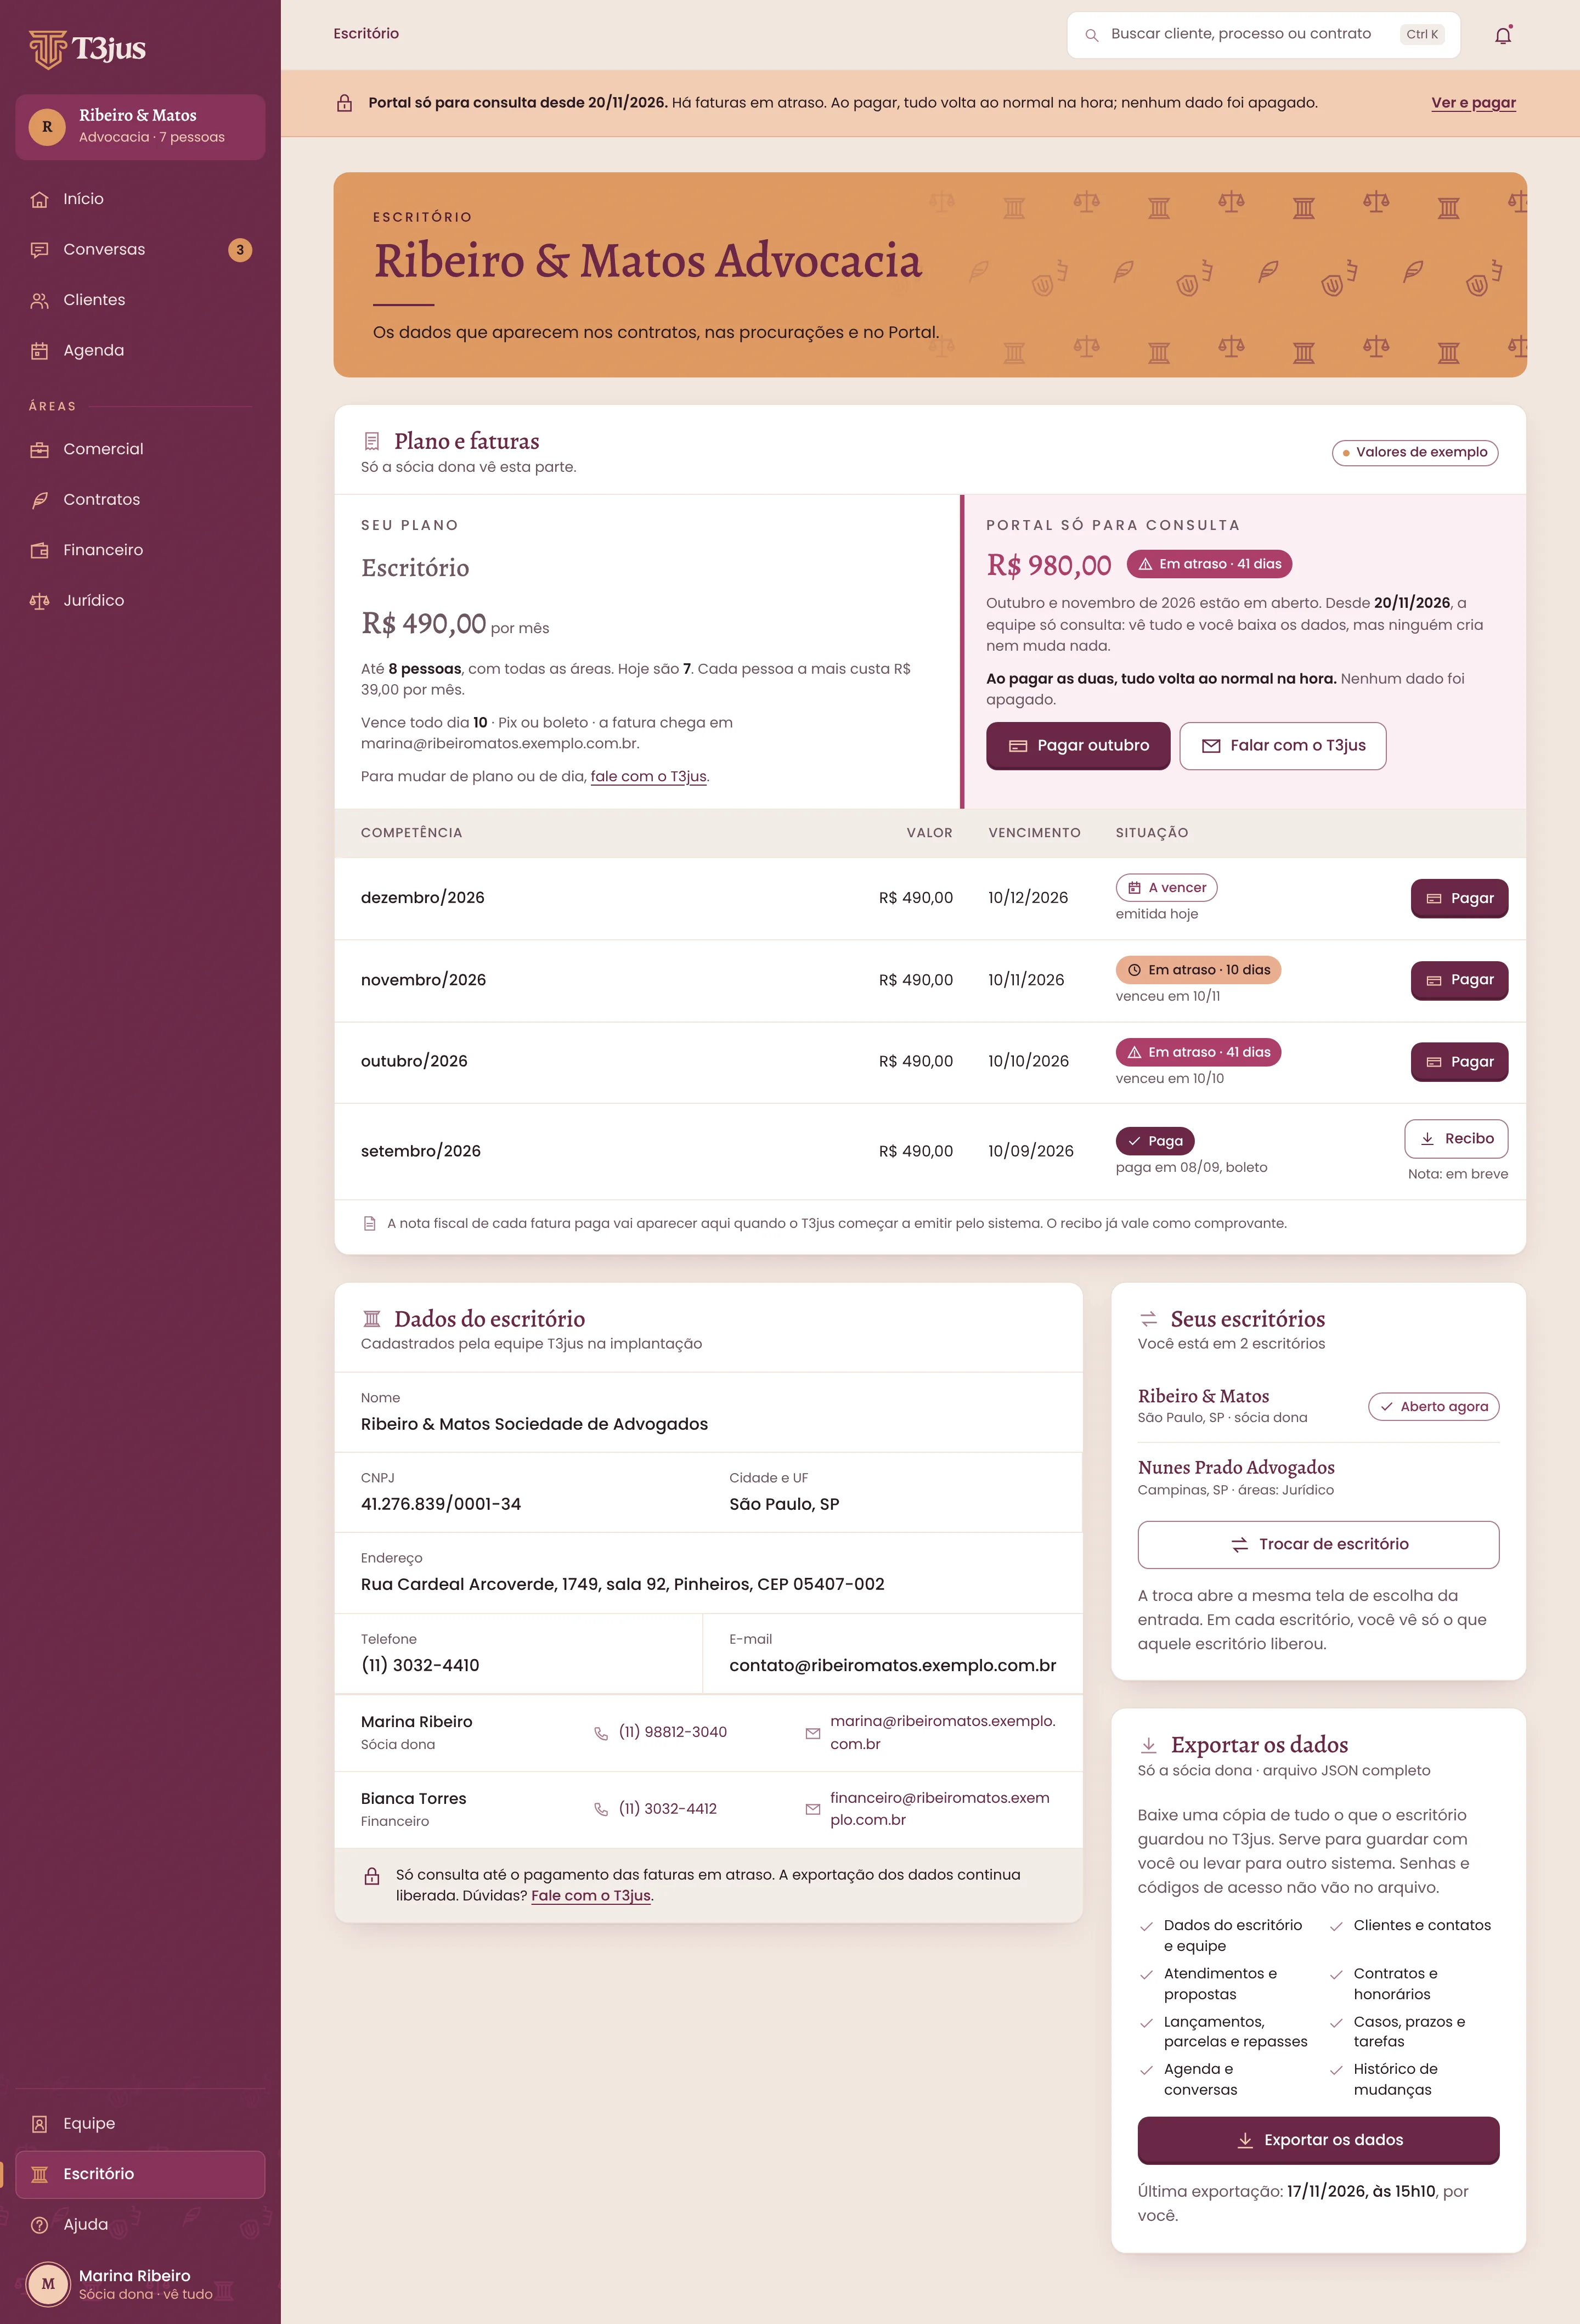 T3jus
R
Ribeiro & Matos
Advocacia · 7 pessoas
Início
Conversas
3
Clientes
Agenda
ÁREAS
Comercial
Contratos
Financeiro
Jurídico
Equipe
Escritório
Ajuda
M
Marina Ribeiro
Sócia dona · vê tudo
Escritório
Buscar cliente, processo ou contrato
Ctrl K
Portal só para consulta desde 20/11/2026. Há faturas em atraso. Ao pagar, tudo volta ao normal na hora; nenhum dado foi apagado.
Ver e pagar
ESCRITÓRIO
Ribeiro & Matos Advocacia
Os dados que aparecem nos contratos, nas procurações e no Portal.
Plano e faturas
Só a sócia dona vê esta parte.
Valores de exemplo
SEU PLANO
Escritório
R$ 490,00 por mês
Até 8 pessoas, com todas as áreas. Hoje são 7. Cada pessoa a mais custa R$
39,00 por mês.
Vence todo dia 10 · Pix ou boleto · a fatura chega em
marina@ribeiromatos.exemplo.com.br.
Para mudar de plano ou de dia, fale com o T3jus.
PORTAL SÓ PARA CONSULTA
R$ 980,00
Em atraso · 41 dias
Outubro e novembro de 2026 estão em aberto. Desde 20/11/2026, a
equipe só consulta: vê tudo e você baixa os dados, mas ninguém cria
nem muda nada.
Ao pagar as duas, tudo volta ao normal na hora. Nenhum dado foi
apagado.
Pagar outubro
Falar com o T3jus
COMPETÊNCIA VALOR VENCIMENTO SITUAÇÃO
dezembro/2026 R$ 490,00 10/12/2026 A vencer
emitida hoje
Pagar
novembro/2026 R$ 490,00 10/11/2026 Em atraso · 10 dias
venceu em 10/11
Pagar
outubro/2026 R$ 490,00 10/10/2026 Em atraso · 41 dias
venceu em 10/10
Pagar
setembro/2026 R$ 490,00 10/09/2026 Paga
paga em 08/09, boleto
Recibo
Nota: em breve
A nota fiscal de cada fatura paga vai aparecer aqui quando o T3jus começar a emitir pelo sistema. O recibo já vale como comprovante.
Dados do escritório
Cadastrados pela equipe T3jus na implantação
Nome
Ribeiro & Matos Sociedade de Advogados
CNPJ
41.276.839/0001-34
Cidade e UF
São Paulo, SP
Endereço
Rua Cardeal Arcoverde, 1749, sala 92, Pinheiros, CEP 05407-002
Telefone
(11) 3032-4410
E-mail
contato@ribeiromatos.exemplo.com.br
Marina Ribeiro
Sócia dona
(11) 98812-3040
marina@ribeiromatos.exemplo.
com.br
Bianca Torres
Financeiro
(11) 3032-4412
financeiro@ribeiromatos.exem
plo.com.br
Só consulta até o pagamento das faturas em atraso. A exportação dos dados continua
liberada. Dúvidas? Fale com o T3jus.
Seus escritórios
Você está em 2 escritórios
Ribeiro & Matos
São Paulo, SP · sócia dona
Aberto agora
Nunes Prado Advogados
Campinas, SP · áreas: Jurídico
Trocar de escritório
A troca abre a mesma tela de escolha da
entrada. Em cada escritório, você vê só o que
aquele escritório liberou.
Exportar os dados
Só a sócia dona · arquivo JSON completo
Baixe uma cópia de tudo o que o escritório
guardou no T3jus. Serve para guardar com
você ou levar para outro sistema. Senhas e
códigos de acesso não vão no arquivo.
Dados do escritório
e equipe
Clientes e contatos
Atendimentos e
propostas
Contratos e
honorários
Lançamentos,
parcelas e repasses
Casos, prazos e
tarefas
Agenda e
conversas
Histórico de
mudanças
Exportar os dados
Última exportação: 17/11/2026, às 15h10, por
você.